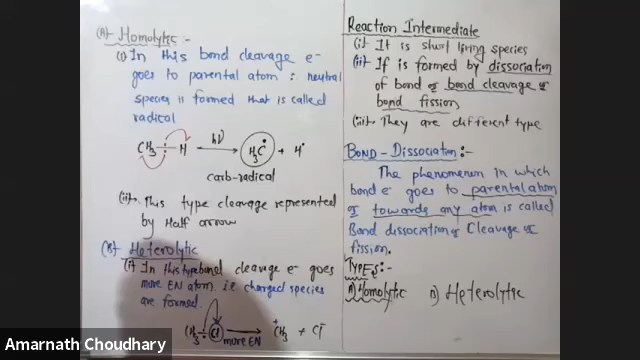 (A) Homolytic :-
(i) In this bond cleavage e-
goes to parental atom ∴ neutral
species is formed that is called
radical
CH3 - H hν → H3C• + H•
carb-radical
(ii) This type cleavage represented
by Half arrow
(B) Heterolytic
(i) In this type bond cleavage e- goes
more EN atom. i.e charged species
are formed.
CH3 Cl → +CH3 + Cl-
more EN
Reaction Intermediate
(i) It is short living species
(ii) It is formed by dissociation
of bond or bond cleavage or
bond fission
(iii) They are different type
BOND - Dissociation :-
The phenomenon in which
bond e- goes to parental atom
or towards any atom is called
Bond dissociation or Cleavage or
fission.
TYPES:-
A) Homolytic B) Heterolytic
Amarnath Choudhary